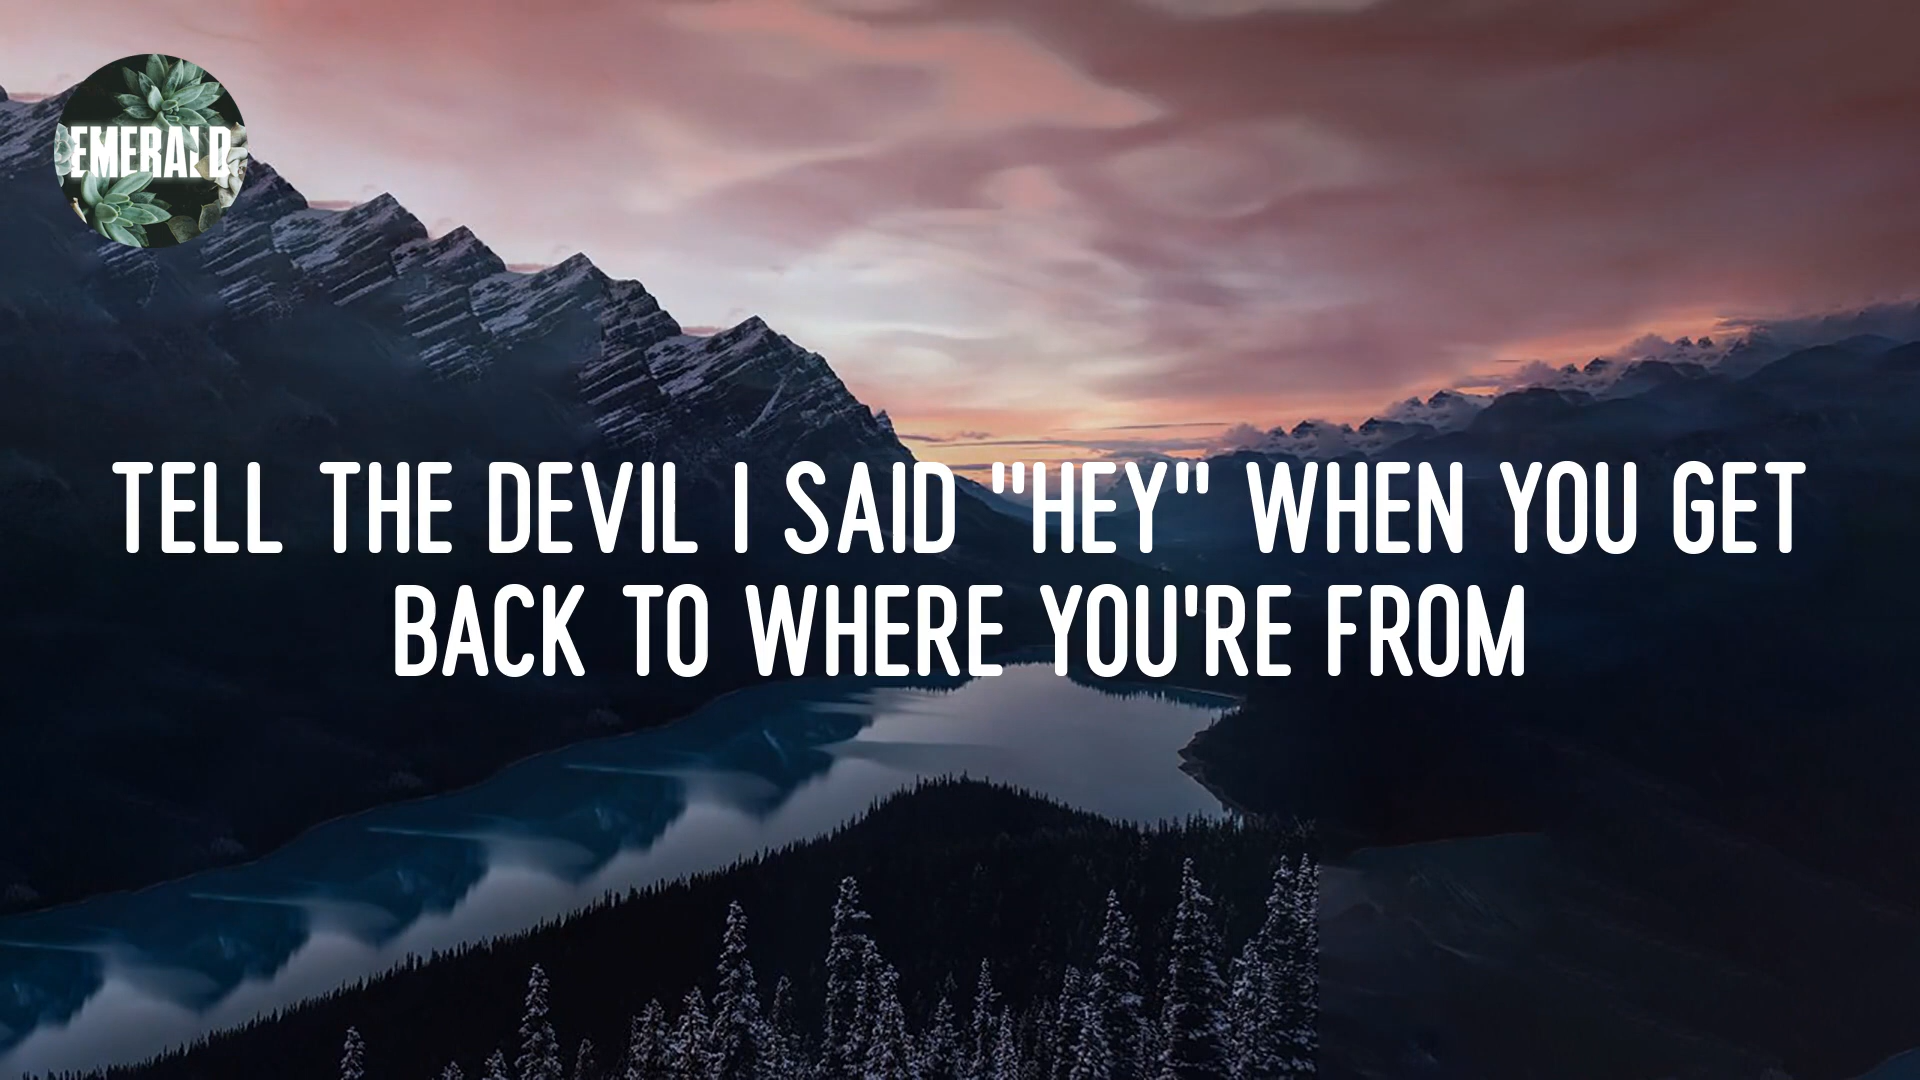 EMERALD
TELL THE DEVIL I SAID "HEY" WHEN YOU GET
BACK TO WHERE YOU'RE FROM